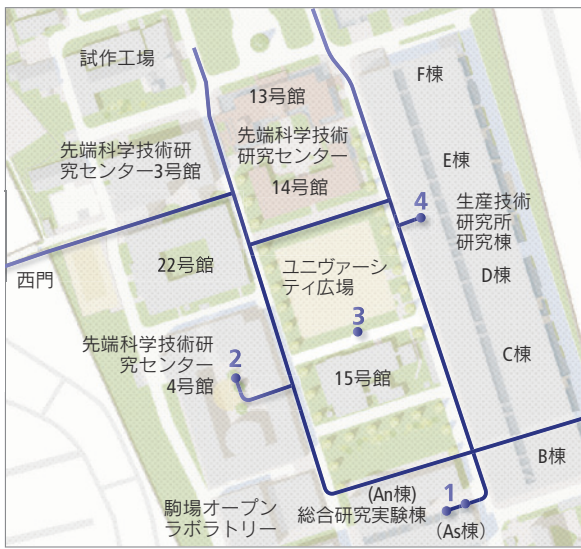 試作工場
13号館
F棟
先端科学技術研
究センター3号館
先端科学技術
研究センター
14号館
E棟
4
生産技術
研究所
研究棟
西門
22号館
ユニヴァーシ
ティ広場
D棟
3
先端科学技術研
究センター
4号館
2
15号館
C棟
B棟
(An棟)
総合研究実験棟
1
(As棟)
駒場オープン
ラボラトリー